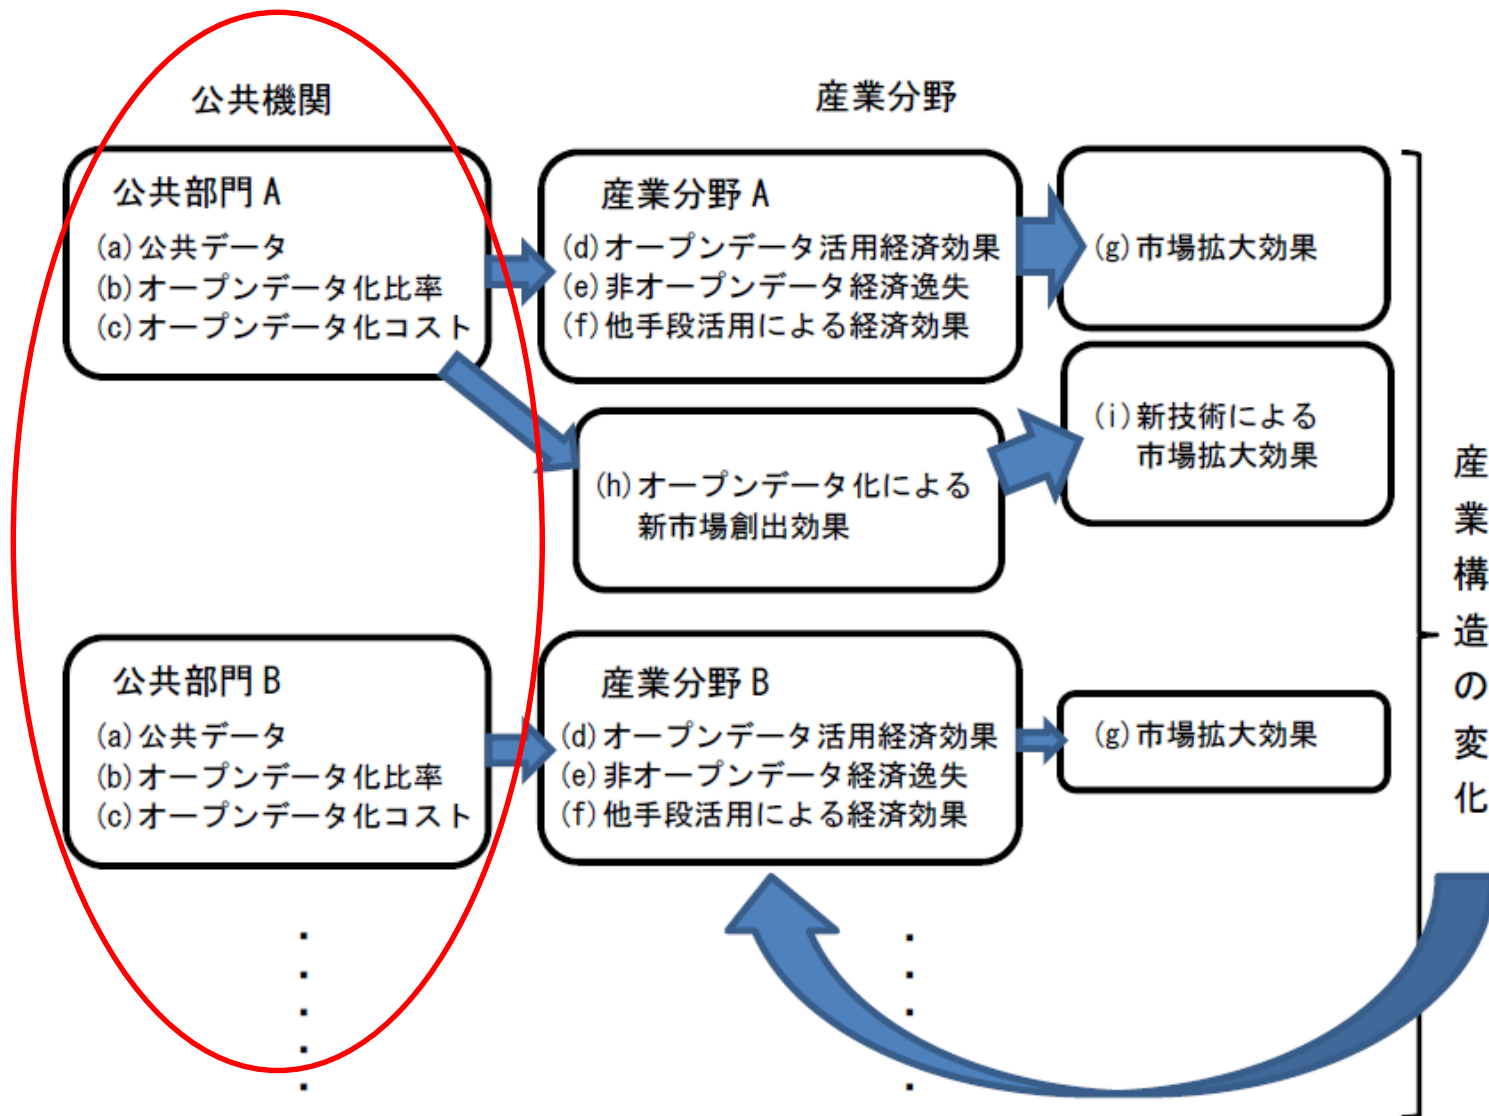 公共機関
産業分野
公共部門 A
(a)公共データ
(b)オープンデータ化比率
(c)オープンデータ化コスト
産業分野 A
(d)オープンデータ活用経済効果
(e)非オープンデータ経済逸失
(f)他手段活用による経済効果
(g)市場拡大効果
(h)オープンデータ化による
新市場創出効果
(i)新技術による
市場拡大効果
公共部門 B
(a)公共データ
(b)オープンデータ化比率
(c)オープンデータ化コスト
産業分野 B
(d)オープンデータ活用経済効果
(e)非オープンデータ経済逸失
(f)他手段活用による経済効果
(g)市場拡大効果
産業構造の変化